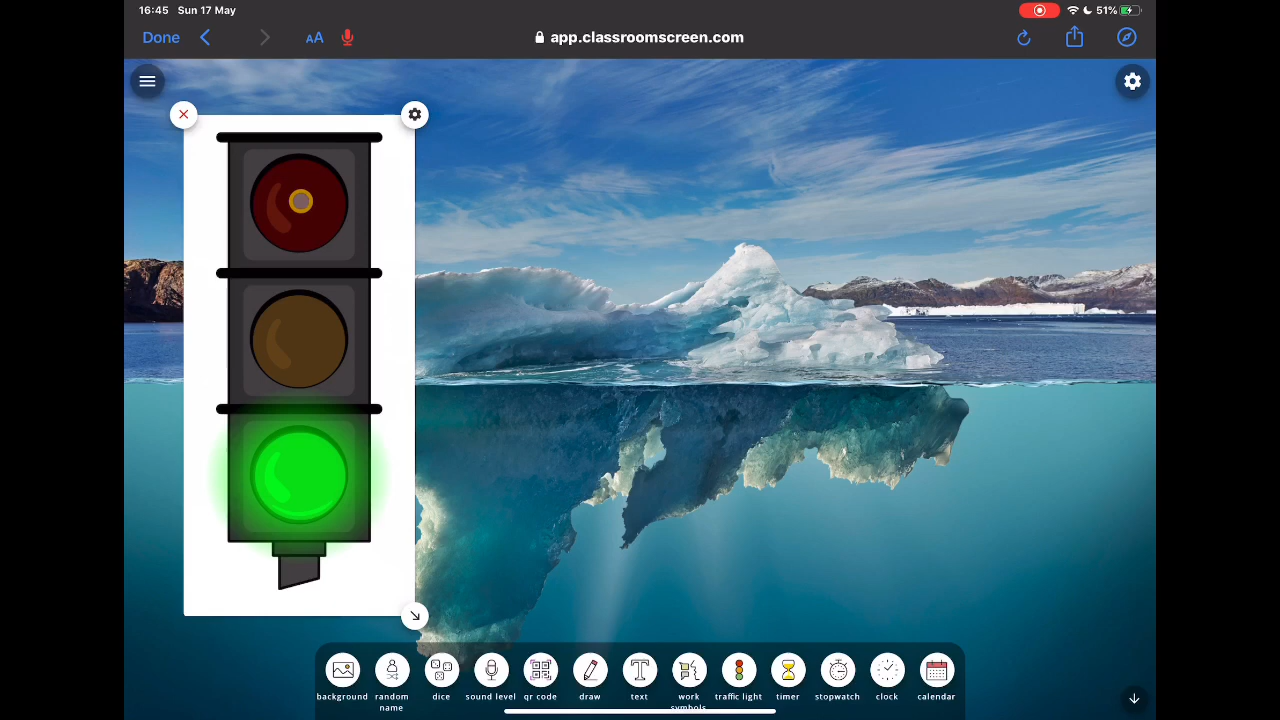 16:45 Sun 17 May
51%
Done
AA
app.classroomscreen.com
background
random name
dice
sound level
qr code
draw
text
work symbols
traffic light
timer
stopwatch
clock
calendar